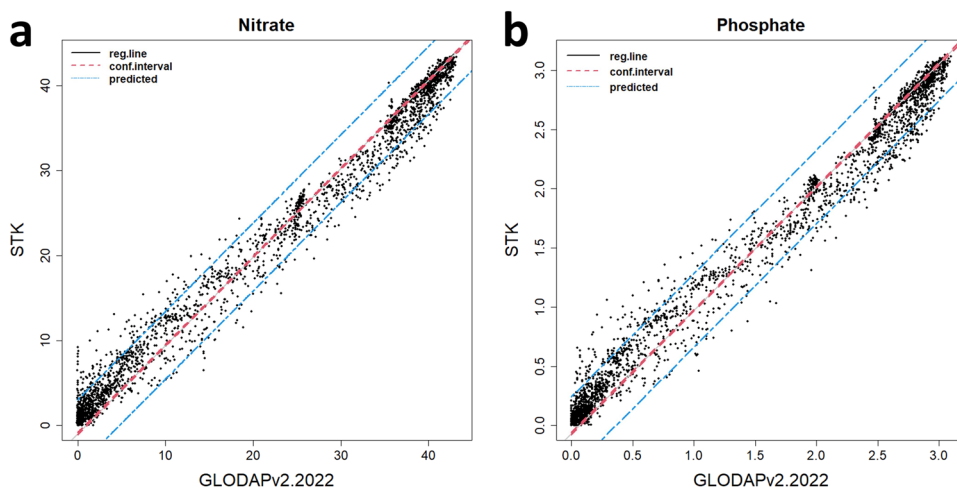 a
Nitrate
reg.line
conf.interval
predicted
40
30
20
10
0
STK
0 10 20 30 40
GLODAPv2.2022
b
Phosphate
reg.line
conf.interval
predicted
3.0
2.5
2.0
1.5
1.0
0.5
0.0
STK
0.0 0.5 1.0 1.5 2.0 2.5 3.0
GLODAPv2.2022